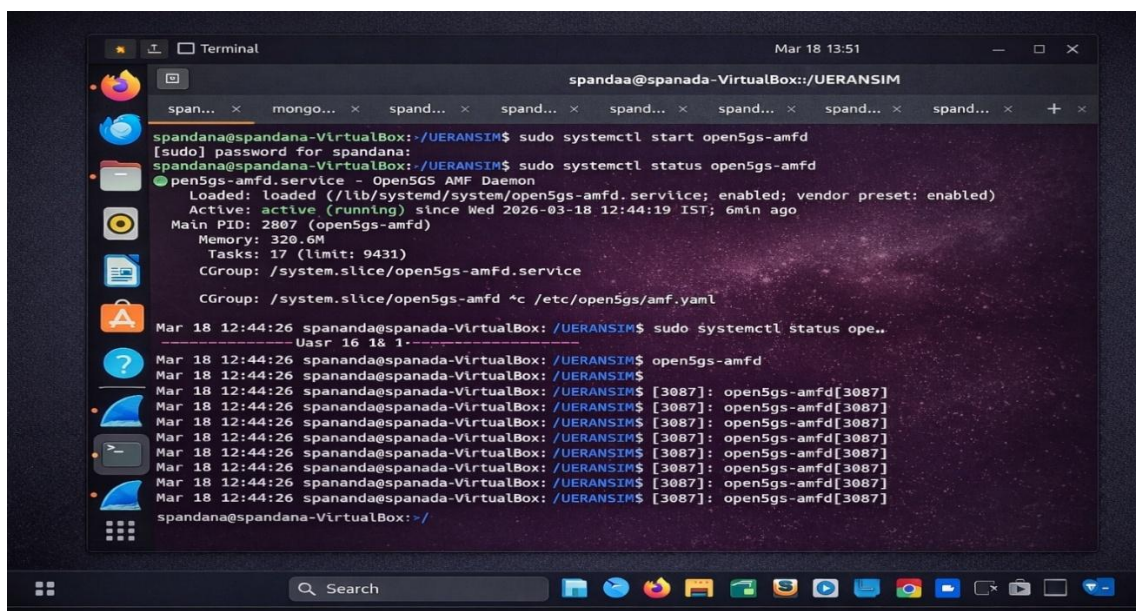 Terminal
Mar 18 13:51
spandaa@spanada-VirtualBox::/UERANSIM
span... × mongo... × spand... × spand... × spand... × spand... × spand... × spand... × + ×
spandana@spandana-VirtualBox:-/UERANSIM$ sudo systemctl start open5gs-amfd
[sudo] password for spandana:
spandana@spandana-VirtualBox:-/UERANSIM$ sudo systemctl status open5gs-amfd
pen5gs-amfd.service - Open5GS AMF Daemon
Loaded: loaded (/lib/systemd/system/open5gs-amfd.serviice; enabled; vendor preset: enabled)
Active: active (running) since Wed 2026-03-18 12:44:19 IST; 6min ago
Main PID: 2807 (open5gs-amfd)
Memory: 320.6M
Tasks: 17 (limit: 9431)
CGroup: /system.slice/open5gs-amfd.service
CGroup: /system.slice/open5gs-amfd ^c /etc/open5gs/amf.yaml
Mar 18 12:44:26 spananda@spanada-VirtualBox: /UERANSIM$ sudo systemctl status ope..
--------------Uasr 16 1& 1------------------
Mar 18 12:44:26 spananda@spanada-VirtualBox: /UERANSIM$ open5gs-amfd
Mar 18 12:44:26 spananda@spanada-VirtualBox: /UERANSIM$
Mar 18 12:44:26 spananda@spanada-VirtualBox: /UERANSIM$ [3087]: open5gs-amfd[3087]
Mar 18 12:44:26 spananda@spanada-VirtualBox: /UERANSIM$ [3087]: open5gs-amfd[3087]
Mar 18 12:44:26 spananda@spanada-VirtualBox: /UERANSIM$ [3087]: open5gs-amfd[3087]
Mar 18 12:44:26 spananda@spanada-VirtualBox: /UERANSIM$ [3087]: open5gs-amfd[3087]
Mar 18 12:44:26 spananda@spanada-VirtualBox: /UERANSIM$ [3087]: open5gs-amfd[3087]
Mar 18 12:44:26 spananda@spanada-VirtualBox: /UERANSIM$ [3087]: open5gs-amfd[3087]
Mar 18 12:44:26 spananda@spanada-VirtualBox: /UERANSIM$ [3087]: open5gs-amfd[3087]
Mar 18 12:44:26 spananda@spanada-VirtualBox: /UERANSIM$ [3087]: open5gs-amfd[3087]
spandana@spandana-VirtualBox:>/
Search